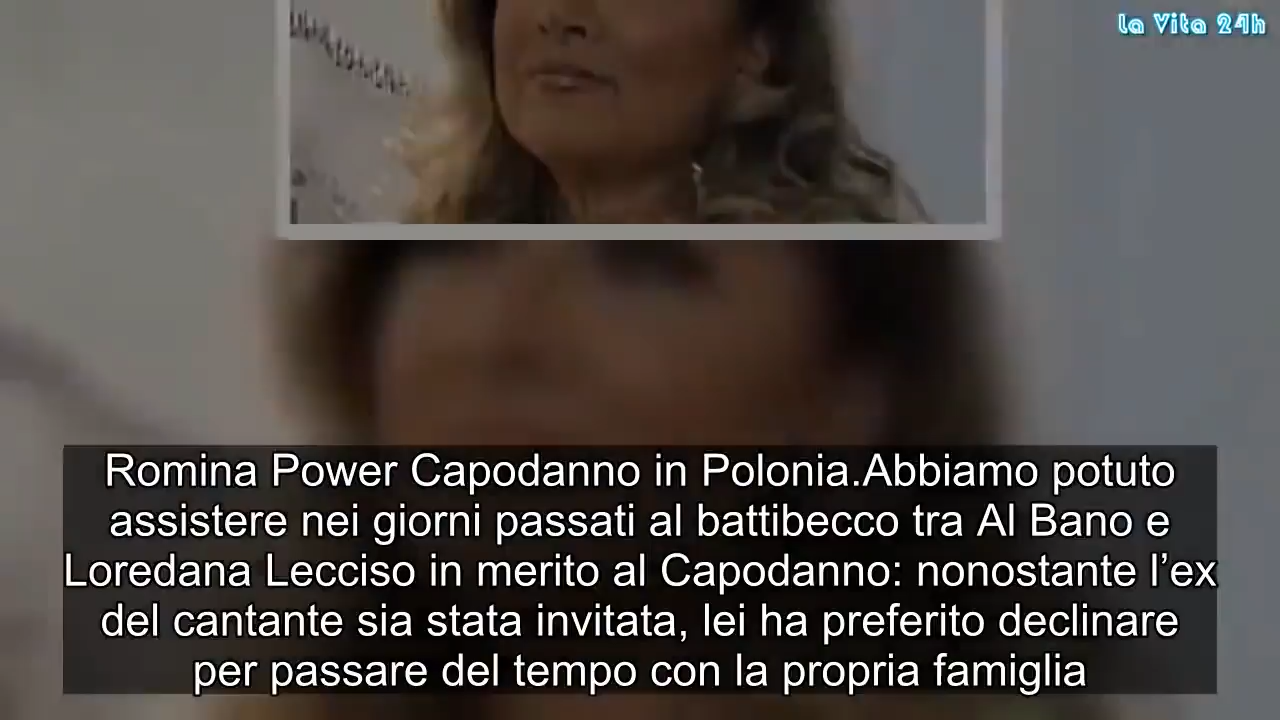 La Vita 24h
Romina Power Capodanno in Polonia.Abbiamo potuto
assistere nei giorni passati al battibecco tra Al Bano e
Loredana Lecciso in merito al Capodanno: nonostante l’ex
del cantante sia stata invitata, lei ha preferito declinare
per passare del tempo con la propria famiglia